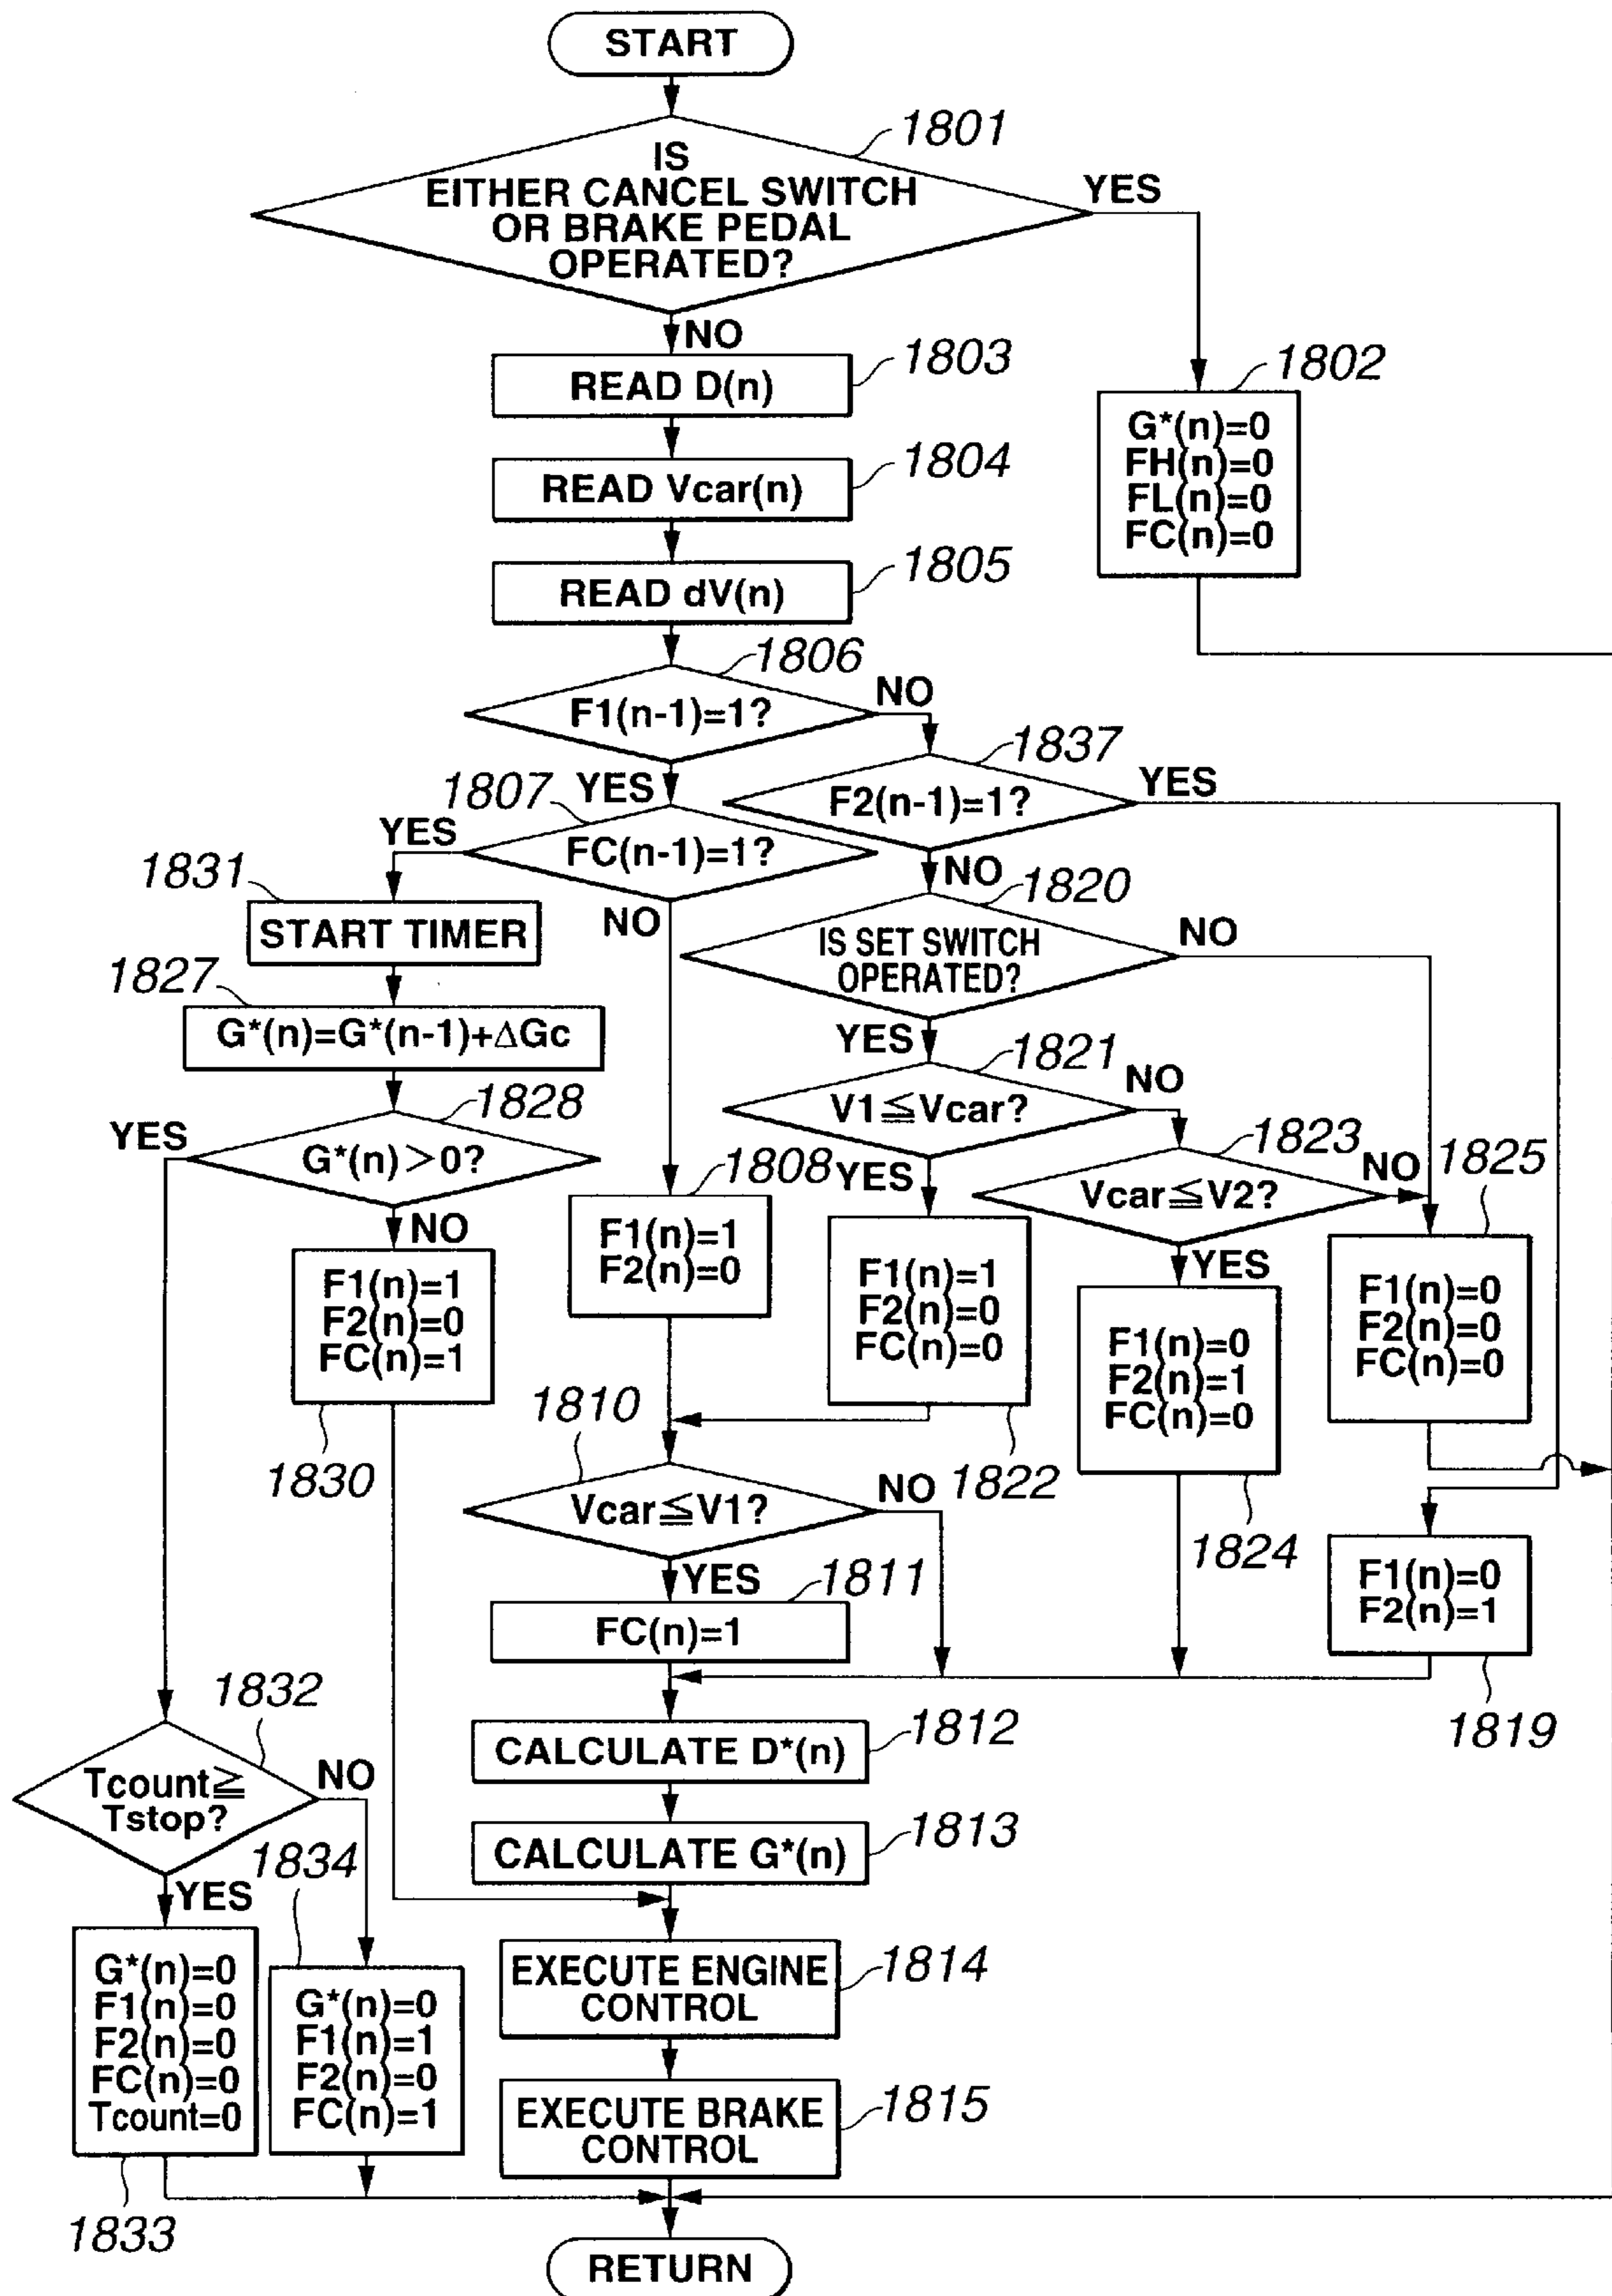 START
1801
IS
EITHER CANCEL SWITCH
OR BRAKE PEDAL
OPERATED?
YES
NO
1803
READ D(n)
1802
G*(n)=0
FH(n)=0
FL(n)=0
FC(n)=0
1804
READ Vcar(n)
1805
READ dV(n)
1806
F1(n-1)=1?
NO
YES
1837
F2(n-1)=1?
YES
NO
1807
FC(n-1)=1?
YES
NO
1831
START TIMER
1820
IS SET SWITCH
OPERATED?
NO
YES
1827
G*(n)=G*(n-1)+ΔGc
1821
V1≦Vcar?
NO
YES
1828
G*(n)>0?
YES
NO
1823
Vcar≦V2?
NO
YES
1808
F1(n)=1
F2(n)=0
F1(n)=1
F2(n)=0
FC(n)=0
1822
1825
F1(n)=0
F2(n)=0
FC(n)=0
F1(n)=1
F2(n)=0
FC(n)=1
1830
F1(n)=0
F2(n)=1
FC(n)=0
1824
1810
Vcar≦V1?
NO
YES
1811
FC(n)=1
F1(n)=0
F2(n)=1
1819
1832
Tcount≧
Tstop?
NO
YES
1812
CALCULATE D*(n)
1813
CALCULATE G*(n)
1834
G*(n)=0
F1(n)=0
F2(n)=0
FC(n)=0
Tcount=0
1833
G*(n)=0
F1(n)=1
F2(n)=0
FC(n)=1
1814
EXECUTE ENGINE
CONTROL
1815
EXECUTE BRAKE
CONTROL
RETURN